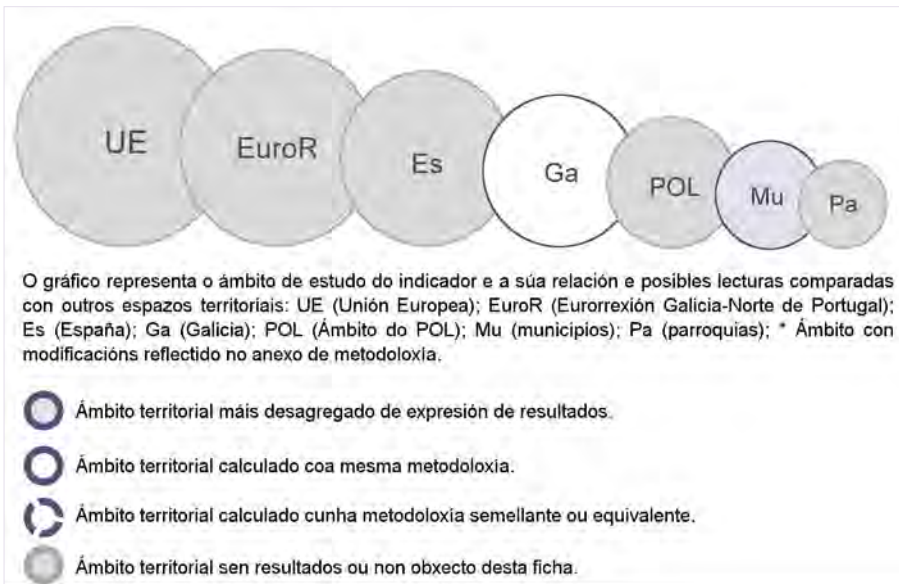 UE
EuroR
Es
Ga
POL
Mu
Pa
O gráfico representa o ámbito de estudo do indicador e a súa relación e posibles lecturas comparadas
con outros espazos territoriais: UE (Unión Europea); EuroR (Eurorrexión Galicia-Norte de Portugal);
Es (España); Ga (Galicia); POL (Ámbito do POL); Mu (municipios); Pa (parroquias); * Ámbito con
modificacións reflectido no anexo de metodoloxia.
Ámbito territorial máis desagregado de expresión de resultados.
Ámbito territorial calculado coa mesma metodoloxia.
Ámbito territorial calculado cunha metodoloxia semellante ou equivalente.
Ámbito territorial sen resultados ou non obxecto desta ficha.